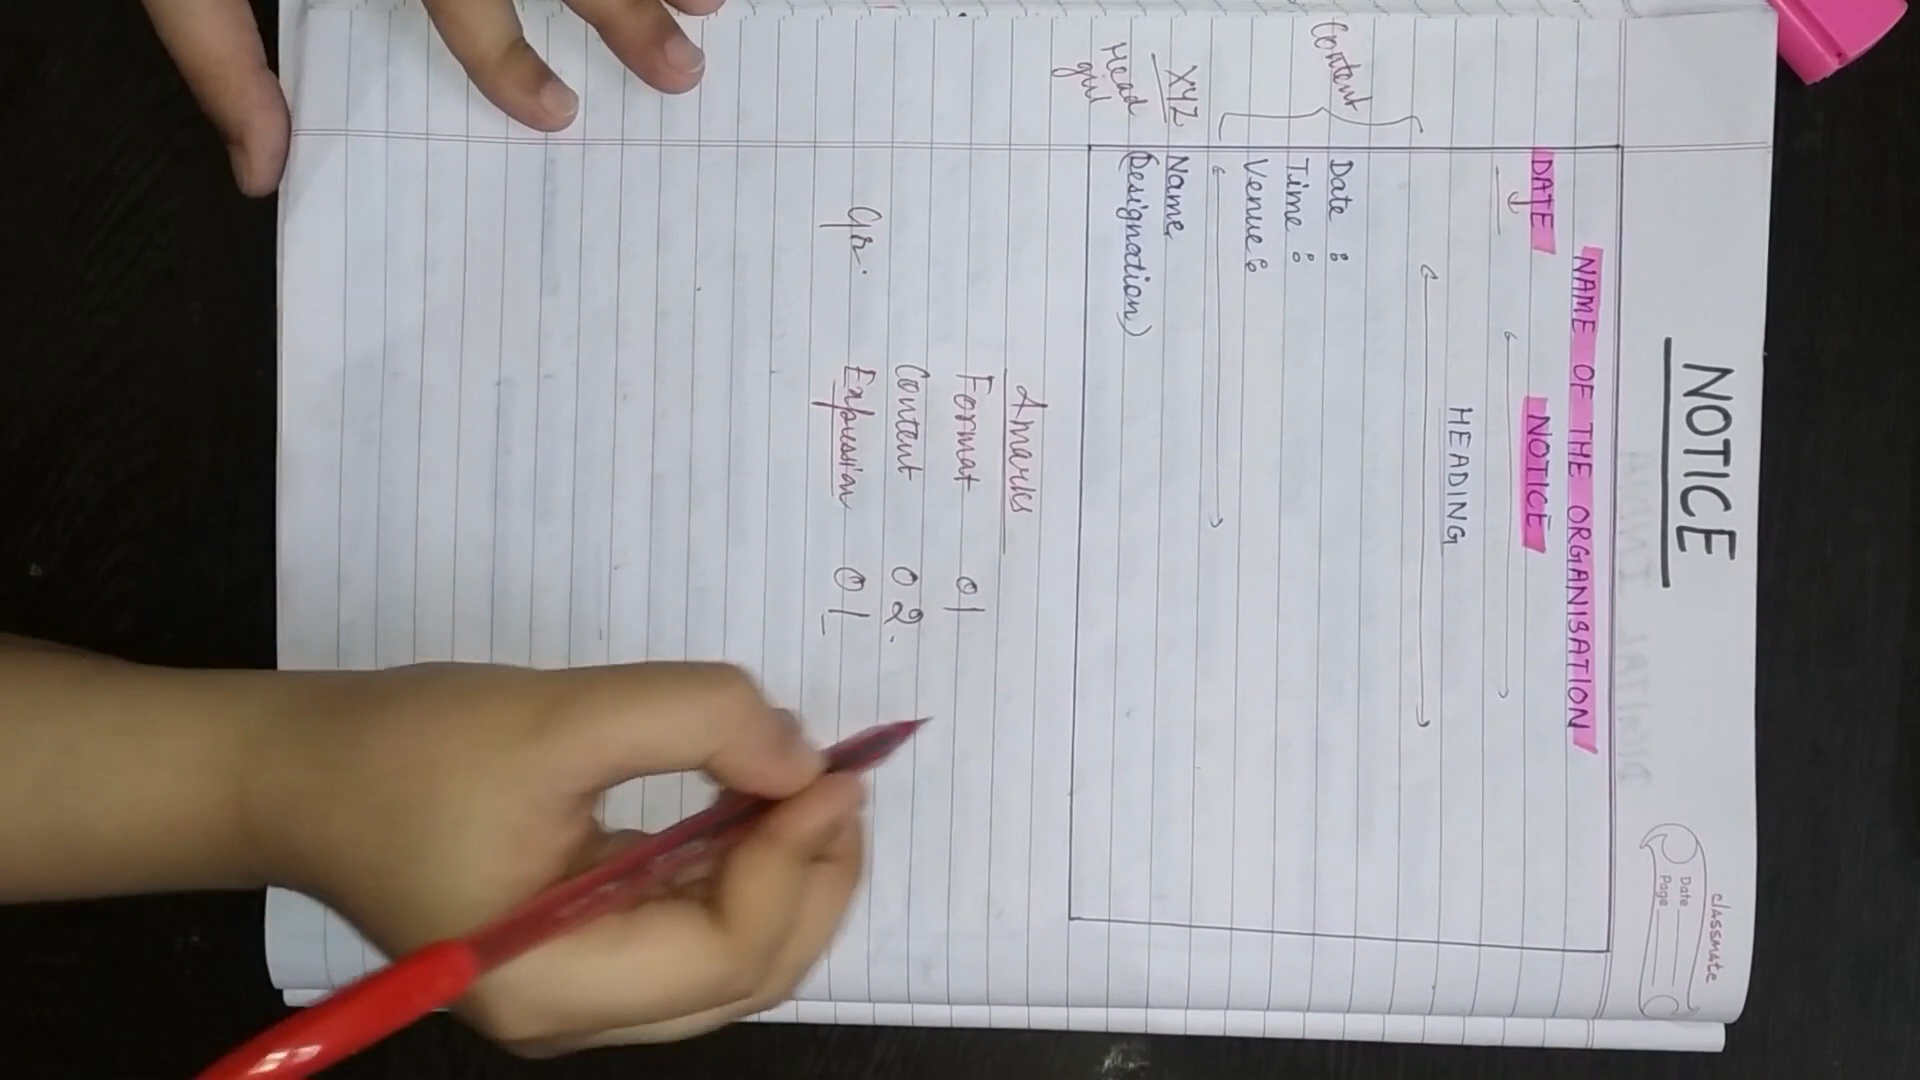 classmate
Date
Page
NOTICE
NAME OF THE ORGANISATION
DATE NOTICE
HEADING
Content
Date :
Time :
Venue :
XYZ Name
Head (Designation)
girl
4marks
Format 01
Content 02.
Gr. Expression 01